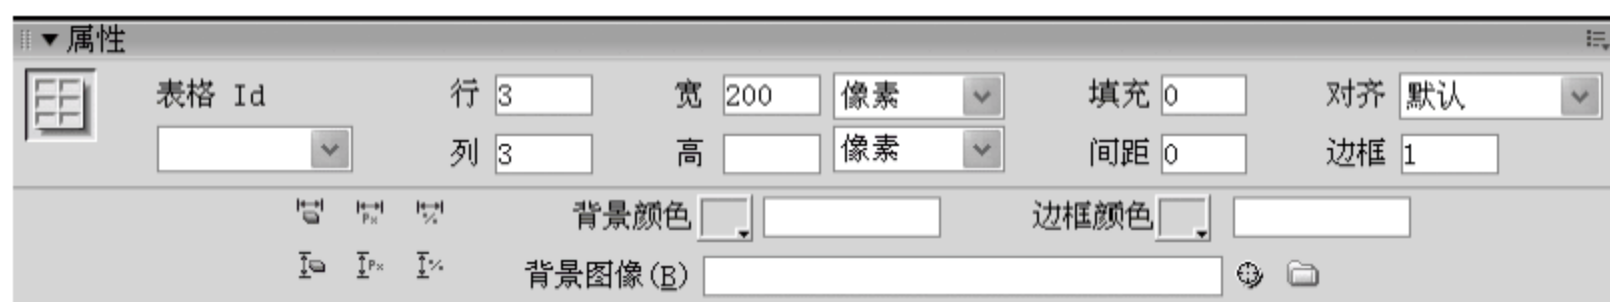 属性
表格 Id 行 3 宽 200 像素 填充 0 对齐 默认
列 3 高 像素 间距 0 边框 1
背景颜色 边框颜色
背景图像(B)